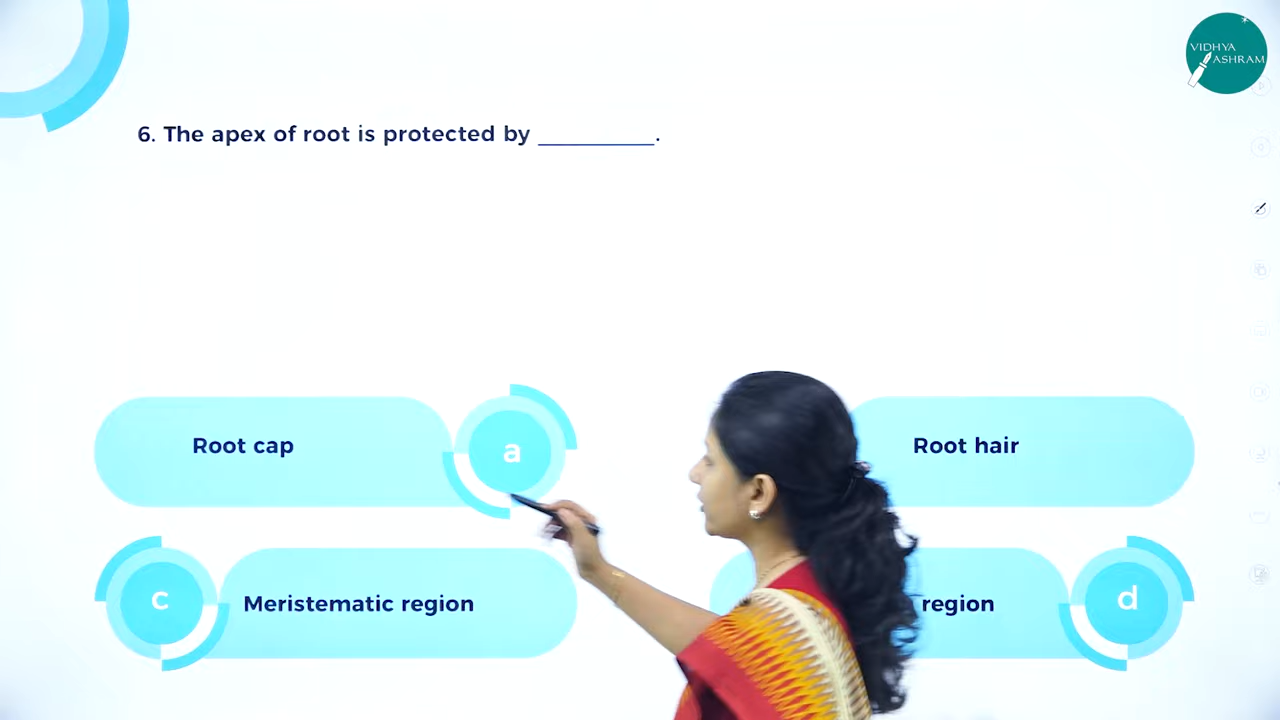 VIDHYA
ASHRAM
6. The apex of root is protected by __________.
Root cap
a
Root hair
c
Meristematic region
region
d